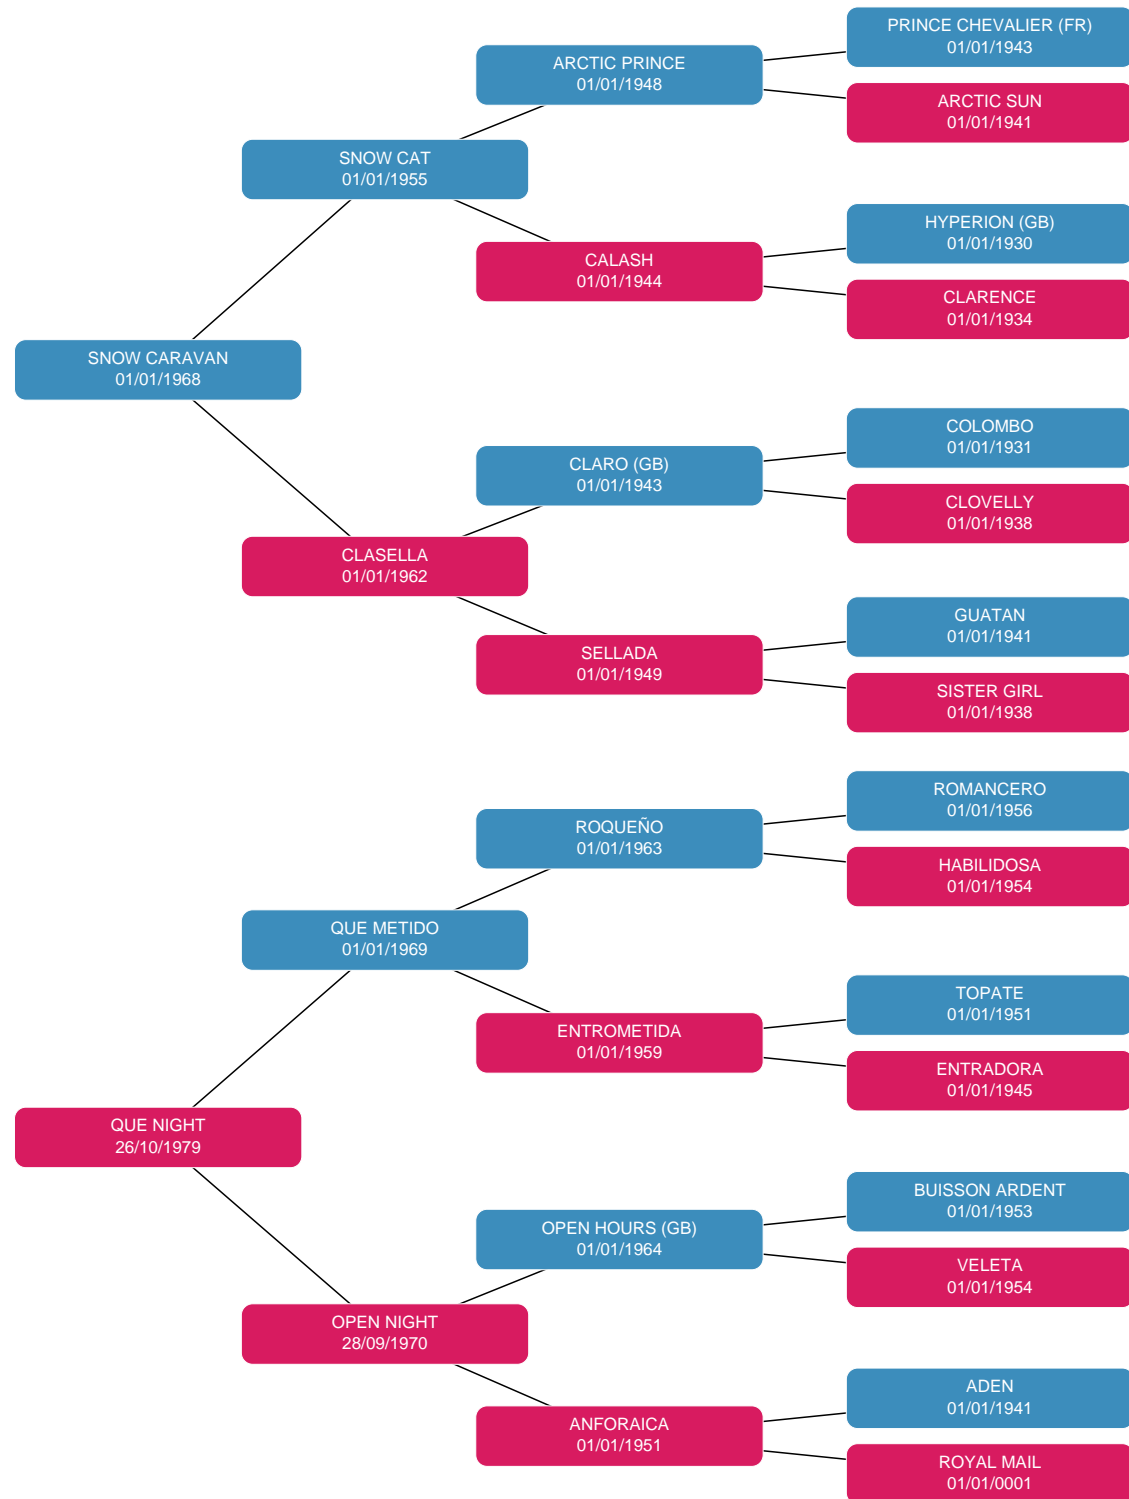 PRINCE CHEVALIER (FR)
01/01/1943
ARCTIC PRINCE
01/01/1948
ARCTIC SUN
01/01/1941
SNOW CAT
01/01/1955
HYPERION (GB)
01/01/1930
CALASH
01/01/1944
CLARENCE
01/01/1934
SNOW CARAVAN
01/01/1968
COLOMBO
01/01/1931
CLARO (GB)
01/01/1943
CLOVELLY
01/01/1938
CLASELLA
01/01/1962
GUATAN
01/01/1941
SELLADA
01/01/1949
SISTER GIRL
01/01/1938
ROMANCERO
01/01/1956
ROQUEÑO
01/01/1963
HABILIDOSA
01/01/1954
QUE METIDO
01/01/1969
TOPATE
01/01/1951
ENTROMETIDA
01/01/1959
ENTRADORA
01/01/1945
QUE NIGHT
26/10/1979
BUISSON ARDENT
01/01/1953
OPEN HOURS (GB)
01/01/1964
VELETA
01/01/1954
OPEN NIGHT
28/09/1970
ADEN
01/01/1941
ANFORAICA
01/01/1951
ROYAL MAIL
01/01/0001